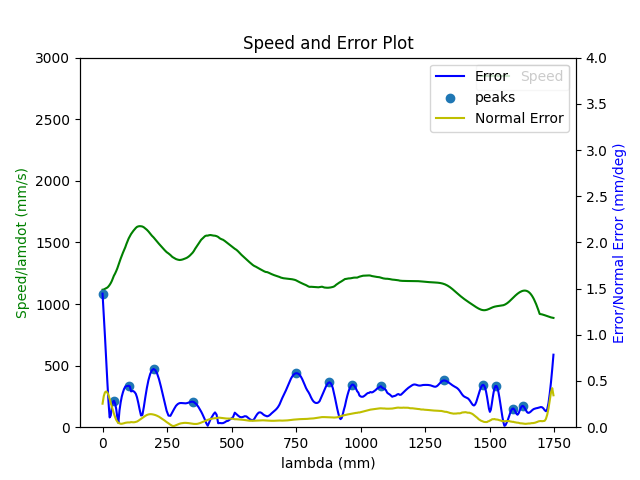 Speed and Error Plot
3000
2500
2000
1500
1000
500
0
Speed/lamdot (mm/s)
4.0
3.5
3.0
2.5
2.0
1.5
1.0
0.5
0.0
Error/Normal Error (mm/deg)
Error
Speed
peaks
Normal Error
0 250 500 750 1000 1250 1500 1750
lambda (mm)